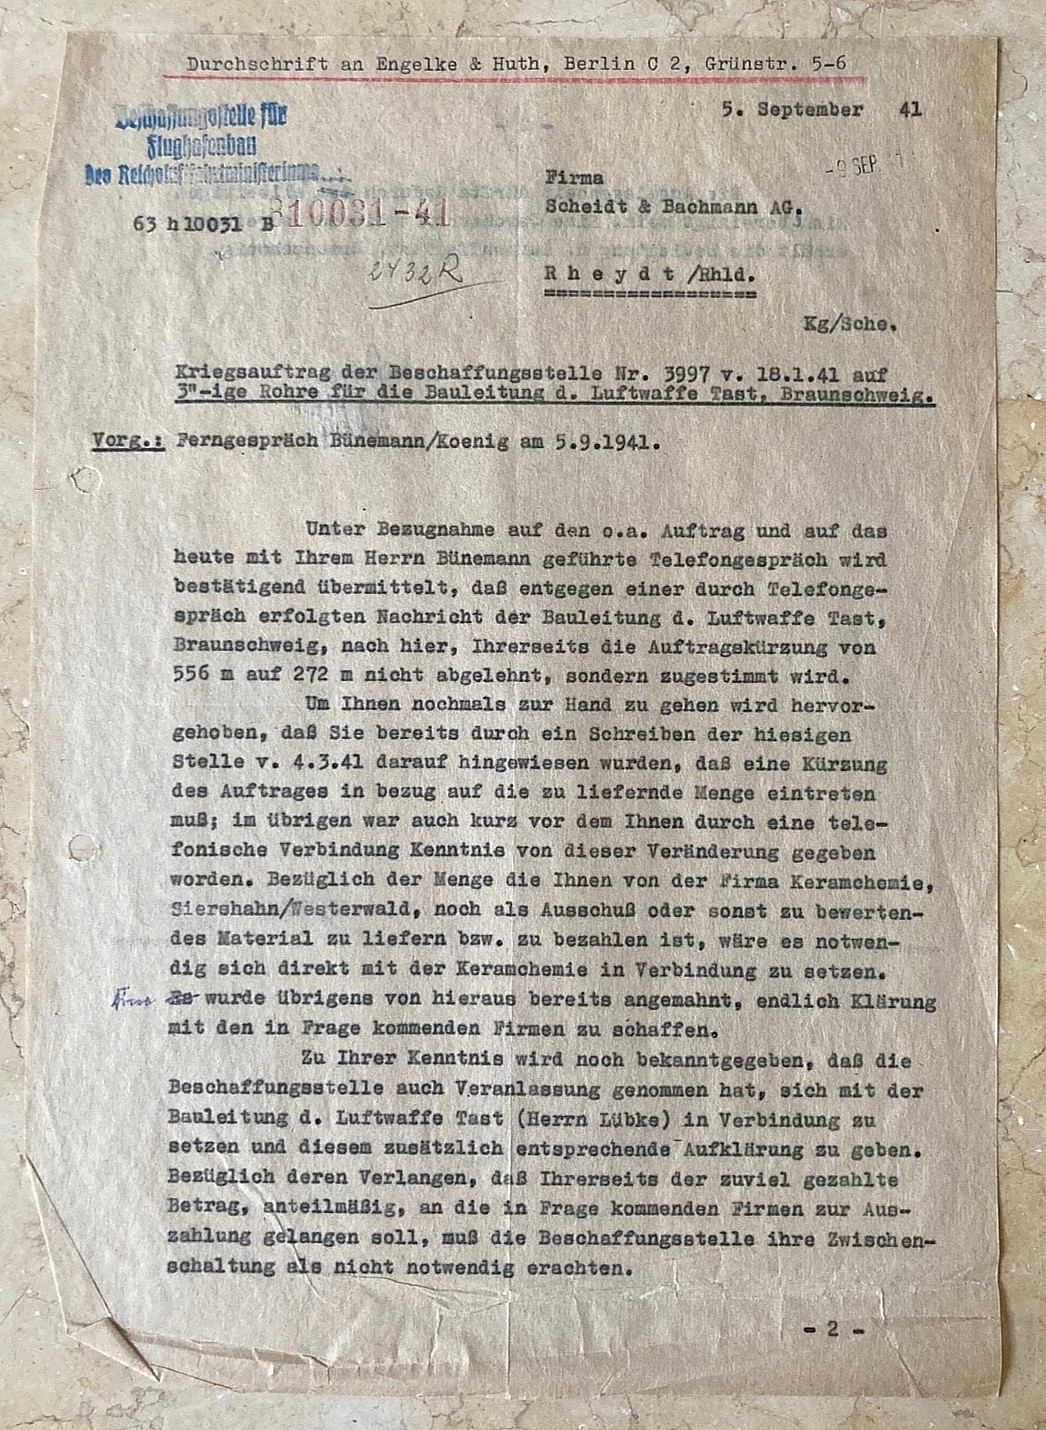 Durchschrift an Engelke & Huth, Berlin C 2, Grünstr. 5-6
5. September 41
Beschaffungsstelle für
Flughafenbau
des Reichsluftfahrtministeriums
- 9 SEP
Firma
Scheidt & Bachmann AG.
63 h 10031 B
310031-41
2432R
R h e y d t /Rhld.
==================
Kg/Sche.
Kriegsauftrag der Beschaffungsstelle Nr. 3997 v. 18.1.41 auf
3"-ige Rohre für die Bauleitung d. Luftwaffe Tast, Braunschweig.
Vorg.: Ferngespräch Bünemann/Koenig am 5.9.1941.
Unter Bezugnahme auf den o.a. Auftrag und auf das
heute mit Ihrem Herrn Bünemann geführte Telefongespräch wird
bestätigend übermittelt, daß entgegen einer durch Telefonge-
spräch erfolgten Nachricht der Bauleitung d. Luftwaffe Tast,
Braunschweig, nach hier, Ihrerseits die Auftragskürzung von
556 m auf 272 m nicht abgelehnt, sondern zugestimmt wird.
Um Ihnen nochmals zur Hand zu gehen wird hervor-
gehoben, daß Sie bereits durch ein Schreiben der hiesigen
Stelle v. 4.3.41 darauf hingewiesen wurden, daß eine Kürzung
des Auftrages in bezug auf die zu liefernde Menge eintreten
muß; im übrigen war auch kurz vor dem Ihnen durch eine tele-
fonische Verbindung Kenntnis von dieser Veränderung gegeben
worden. Bezüglich der Menge die Ihnen von der Firma Keramchemie,
Siershahn/Westerwald, noch als Ausschuß oder sonst zu bewerten-
des Material zu liefern bzw. zu bezahlen ist, wäre es notwen-
dig sich direkt mit der Keramchemie in Verbindung zu setzen.
Es wurde übrigens von hieraus bereits angemahnt, endlich Klärung
mit den in Frage kommenden Firmen zu schaffen.
Zu Ihrer Kenntnis wird noch bekanntgegeben, daß die
Beschaffungsstelle auch Veranlassung genommen hat, sich mit der
Bauleitung d. Luftwaffe Tast (Herrn Lübke) in Verbindung zu
setzen und diesem zusätzlich entsprechende Aufklärung zu geben.
Bezüglich deren Verlangen, daß Ihrerseits der zuviel gezahlte
Betrag, anteilmäßig, an die in Frage kommenden Firmen zur Aus-
zahlung gelangen soll, muß die Beschaffungsstelle ihre Zwischen-
schaltung als nicht notwendig erachten.
- 2 -